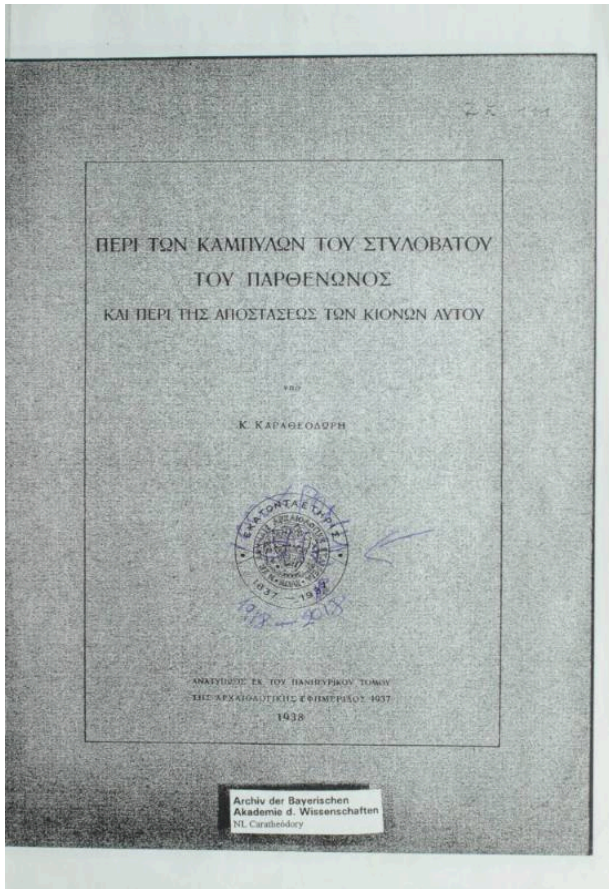 ΠΕΡΙ ΤΩΝ ΚΑΜΠΥΛΩΝ ΤΟΥ ΣΤΥΛΟΒΑΤΟΥ
ΤΟΥ ΠΑΡΘΕΝΩΝΟΣ
ΚΑΙ ΠΕΡΙ ΤΗΣ ΑΠΟΣΤΑΣΕΩΣ ΤΩΝ ΚΙΟΝΩΝ ΑΥΤΟΥ
ΥΠΟ
Κ. ΚΑΡΑΘΕΟΔΩΡΗ
ΕΚΑΤΟΝΤΑΕΤΗΡΙΣ
1837 - 1937
ΑΝΑΤΥΠΩΣΙΣ ΕΚ ΤΟΥ ΠΑΝΗΓΥΡΙΚΟΥ ΤΟΜΟΥ
ΤΗΣ ΑΡΧΑΙΟΛΟΓΙΚΗΣ ΕΦΗΜΕΡΙΔΟΣ 1937
1938
Archiv der Bayerischen
Akademie d. Wissenschaften
NL Carathéodory